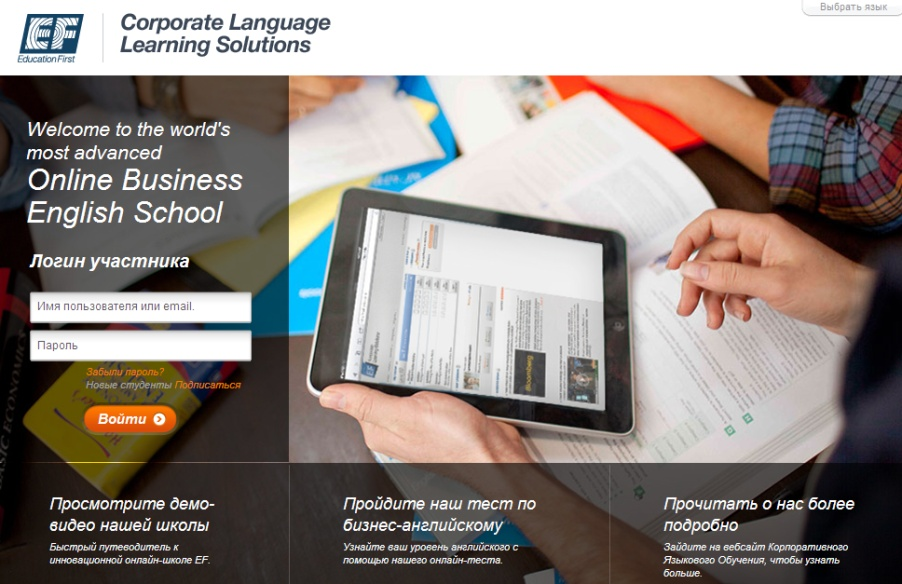 Выбрать язык
EF
Education First
Corporate Language
Learning Solutions
Welcome to the world's
most advanced
Online Business
English School
Логин участника
Имя пользователя или email.
Пароль
Забыли пароль?
Новые студенты Подписаться
Войти
BASIC ECONOMICS
Bloomberg
Просмотрите демо-
видео нашей школы
Быстрый путеводитель к
инновационной онлайн-школе EF.
Пройдите наш тест по
бизнес-английскому
Узнайте ваш уровень английского с
помощью нашего онлайн-теста.
Прочитать о нас более
подробно
Зайдите на вебсайт Корпоративного
Языкового Обучения, чтобы узнать
больше.